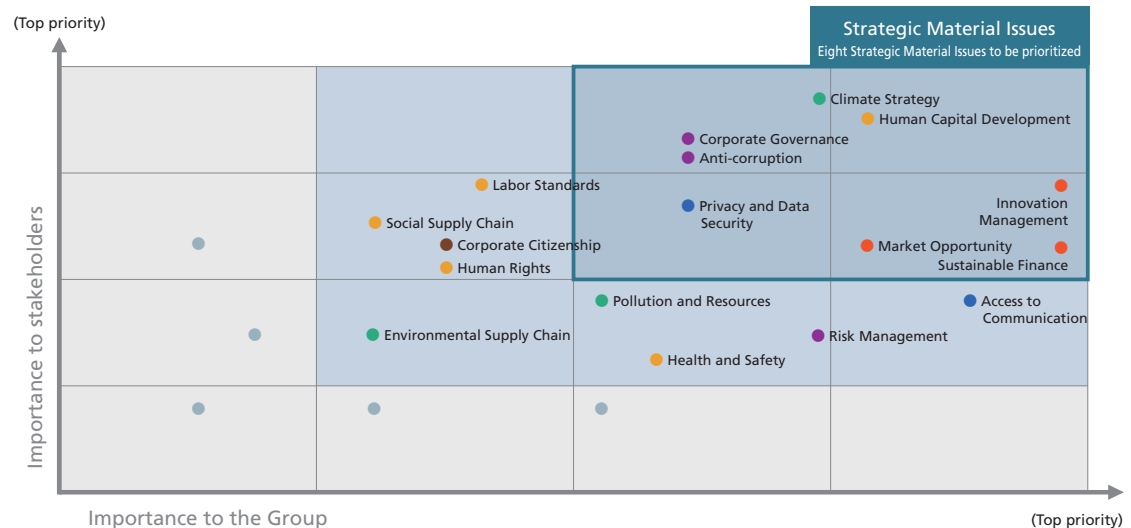 (Top priority)
Strategic Material Issues
Eight Strategic Material Issues to be prioritized
Climate Strategy
Human Capital Development
Corporate Governance
Anti-corruption
Labor Standards
Privacy and Data
Security
Innovation
Management
Social Supply Chain
Corporate Citizenship
Human Rights
Market Opportunity
Sustainable Finance
Pollution and Resources
Access to
Communication
Environmental Supply Chain
Risk Management
Health and Safety
Importance to stakeholders
Importance to the Group
(Top priority)